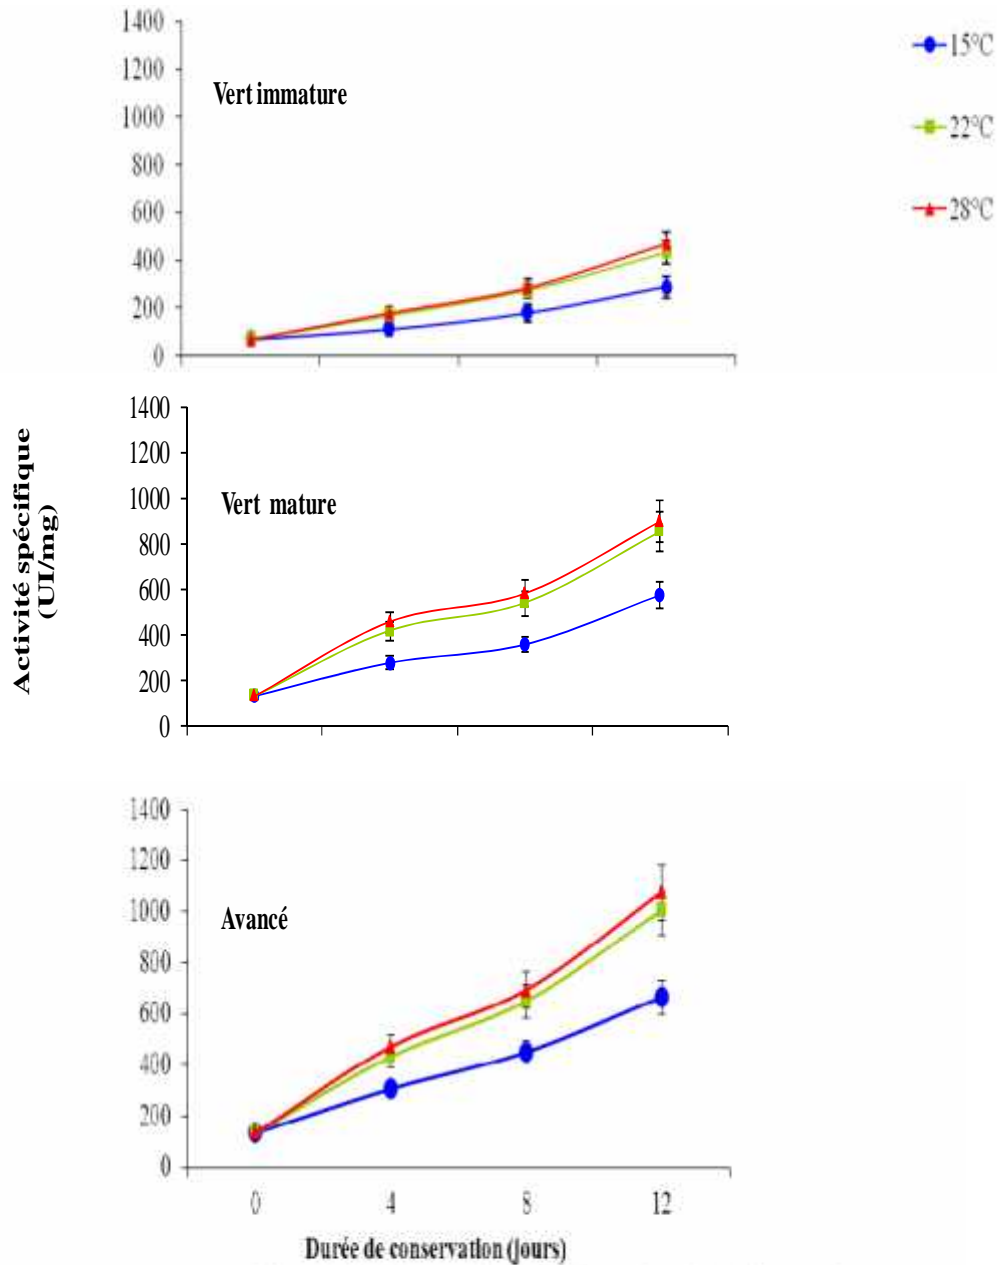 1400
1200
1000
800
600
400
200
0
Vert immature
15°C
22°C
28°C
Activité spécifique
(UI/mg)
1400
1200
1000
800
600
400
200
0
Vert mature
1400
1200
1000
800
600
400
200
0
Avancé
0 4 8 12
Durée de conservation (jours)